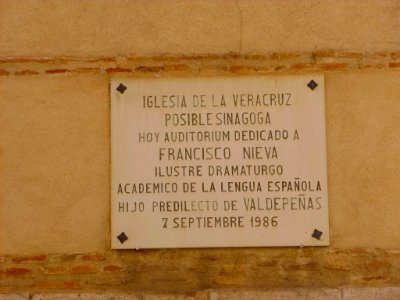 IGLESIA DE LA VERACRUZ
POSIBLE SINAGOGA
HOY AUDITORIUM DEDICADO A
FRANCISCO NIEVA
ILUSTRE DRAMATURGO
ACADEMICO DE LA LENGUA ESPAÑOLA
HIJO PREDILECTO DE VALDEPEÑAS
7 SEPTIEMBRE 1986